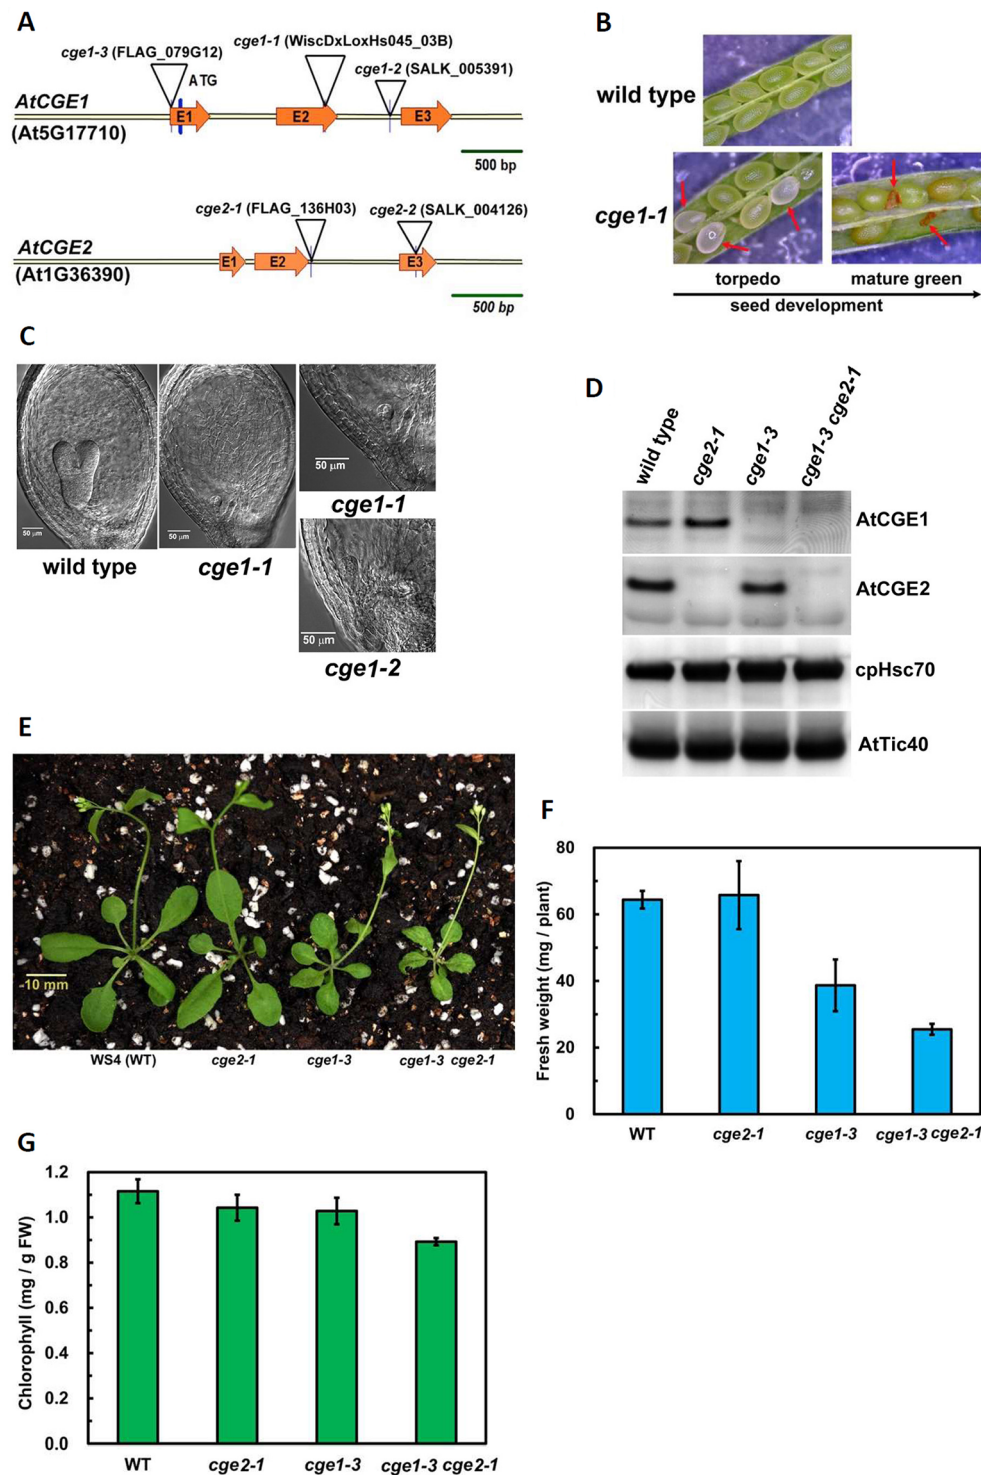 A
cge1-3 (FLAG_079G12)
cge1-1 (WiscDxLoxHs045_03B)
cge1-2 (SALK_005391)
ATG
AtCGE1
(At5G17710)
E1
E2
E3
500 bp
cge2-1 (FLAG_136H03)
cge2-2 (SALK_004126)
AtCGE2
(At1G36390)
E1
E2
E3
500 bp
B
wild type
cge1-1
torpedo
mature green
seed development
C
50 µm
50 µm
50 µm
cge1-1
wild type
cge1-1
50 µm
cge1-2
D
wild type
cge2-1
cge1-3
cge1-3 cge2-1
AtCGE1
AtCGE2
cpHsc70
AtTic40
E
10 mm
WS4 (WT)
cge2-1
cge1-3
cge1-3 cge2-1
F
Fresh weight (mg / plant)
80
60
40
20
0
WT
cge2-1
cge1-3
cge1-3 cge2-1
G
Chlorophyll (mg / g FW)
1.2
1.0
0.8
0.6
0.4
0.2
0.0
WT
cge2-1
cge1-3
cge1-3 cge2-1